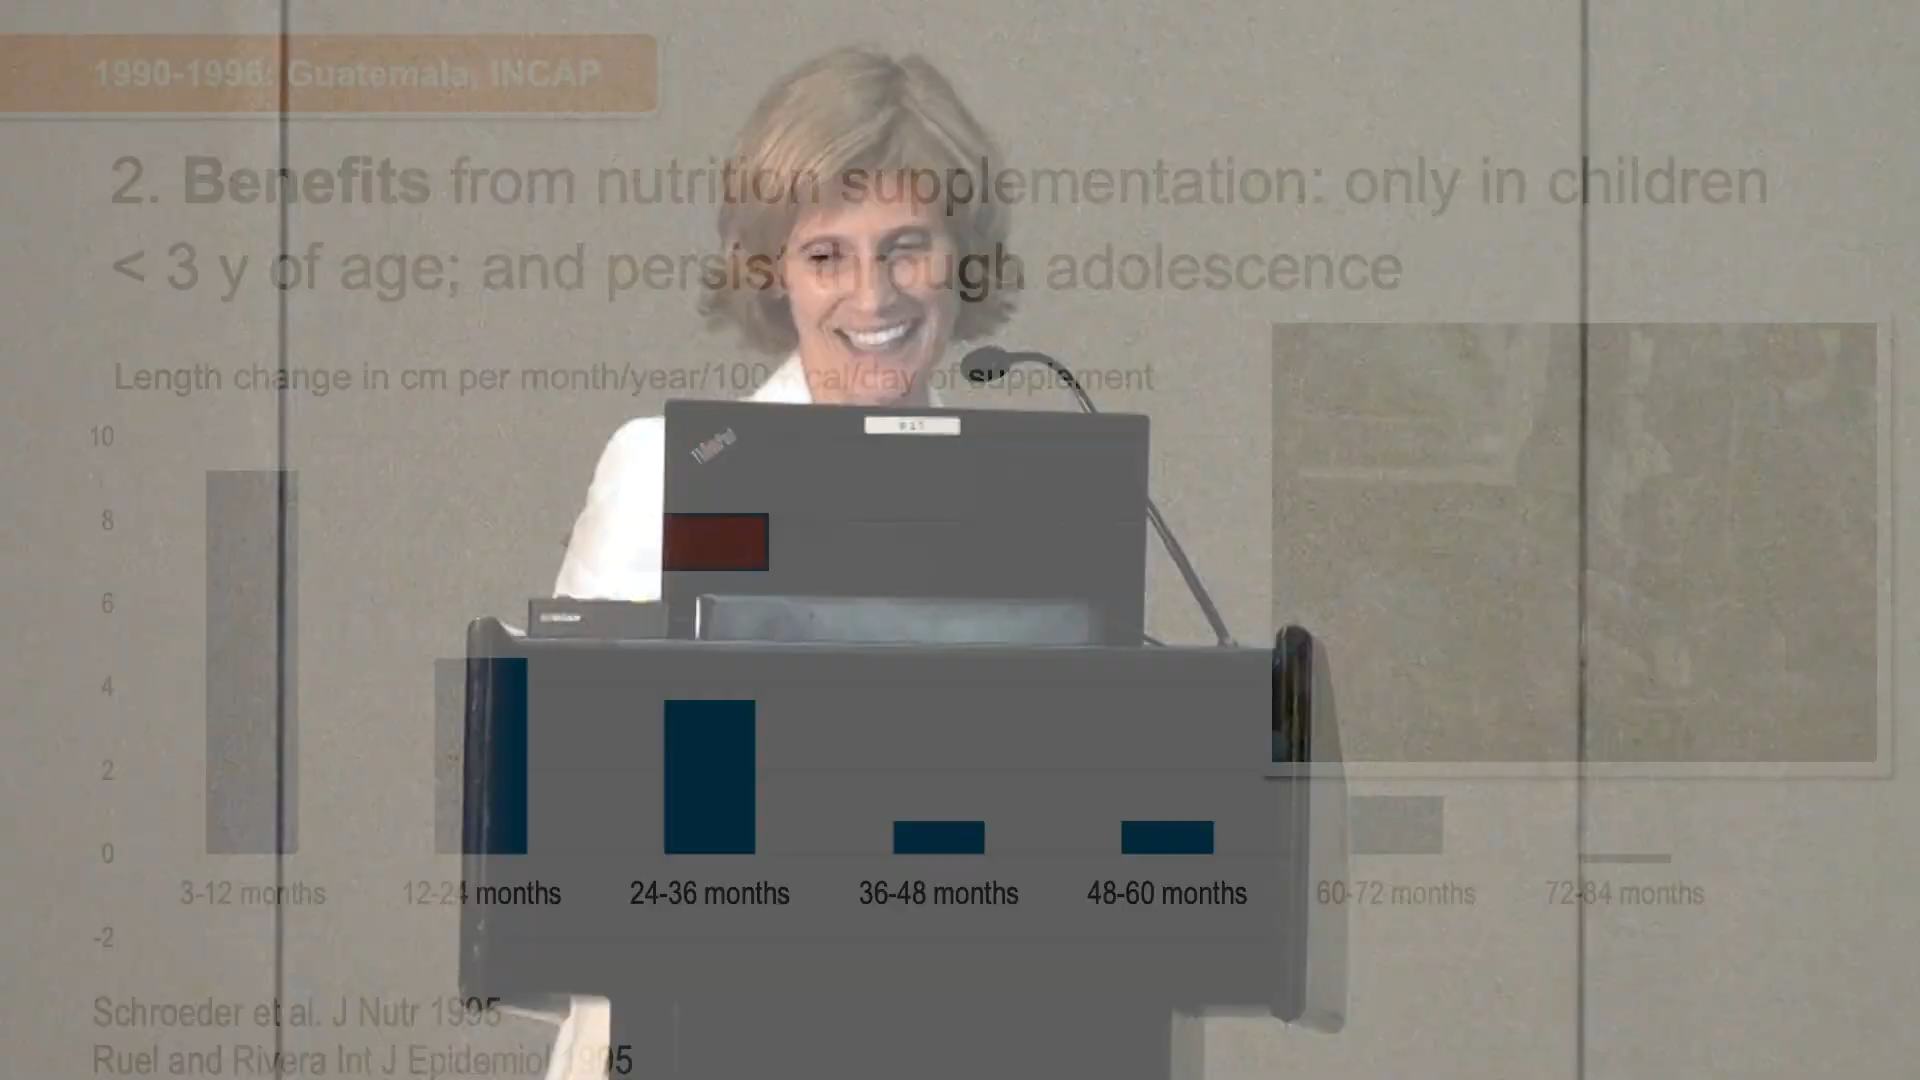 1990-1996: Guatemala, INCAP
2. Benefits from nutrition supplementation: only in children
< 3 y of age; and persist through adolescence
Length change in cm per month/year/100 kcal/day of supplement
10
8
6
4
2
0
-2
3-12 months 12-24 months 24-36 months 36-48 months 48-60 months 60-72 months 72-84 months
Schroeder et al. J Nutr 1995
Ruel and Rivera Int J Epidemiol 1995
ThinkPad